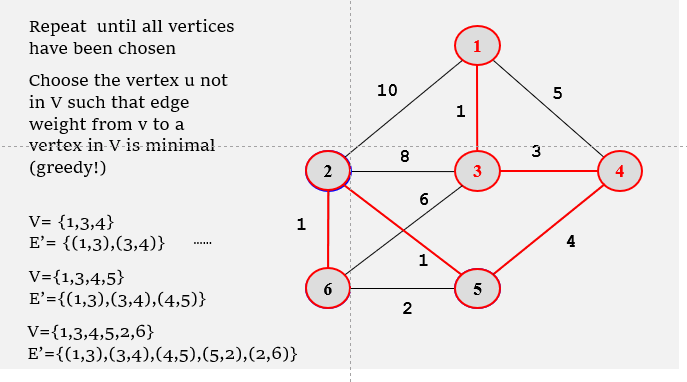 Repeat  until all vertices
have been chosen
Choose the vertex u not
in V such that edge
weight from v to a
vertex in V is minimal
(greedy!)
V= {1,3,4}
E’= {(1,3),(3,4)}     ......
V={1,3,4,5}
E’={(1,3),(3,4),(4,5)}
V={1,3,4,5,2,6}
E’={(1,3),(3,4),(4,5),(5,2),(2,6)}
1
10
5
1
8
3
2
3
4
6
1
1
4
6
5
2